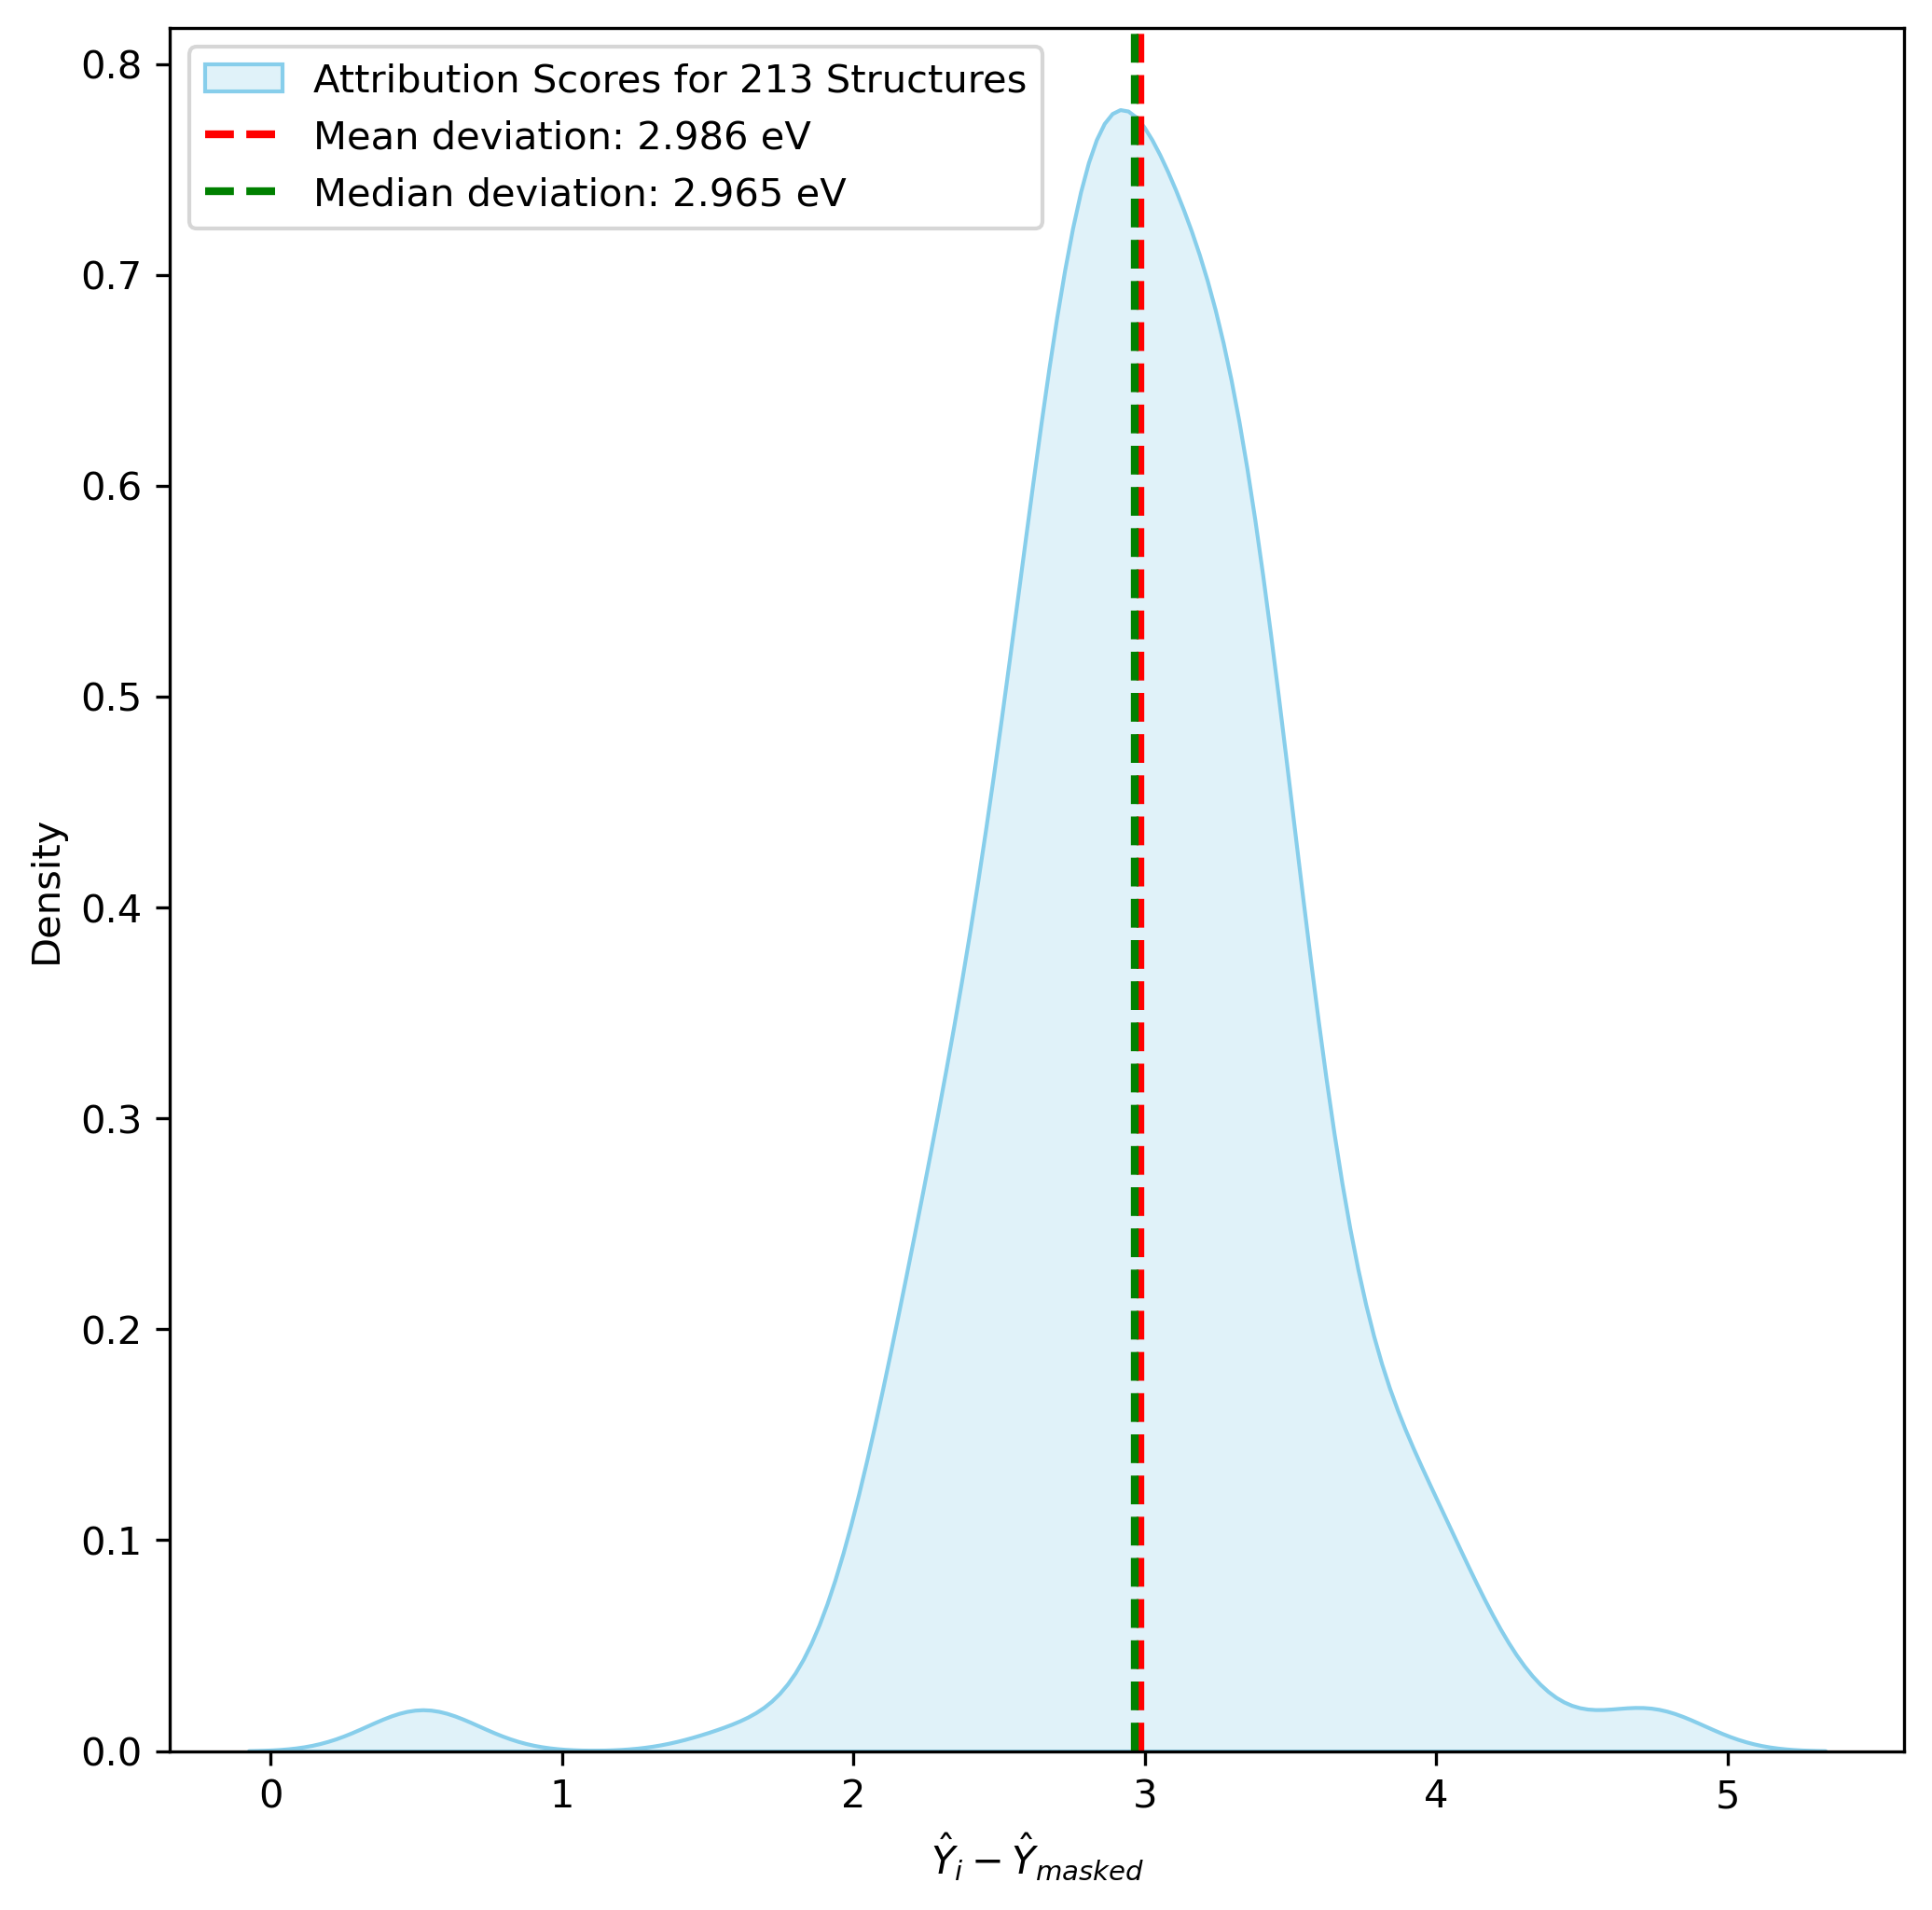 Attribution Scores for 213 Structures
Mean deviation: 2.986 eV
Median deviation: 2.965 eV
0.8
0.7
0.6
0.5
0.4
0.3
0.2
0.1
0.0
Density
0 1 2 3 4 5
Ŷ_i − Ŷ_masked